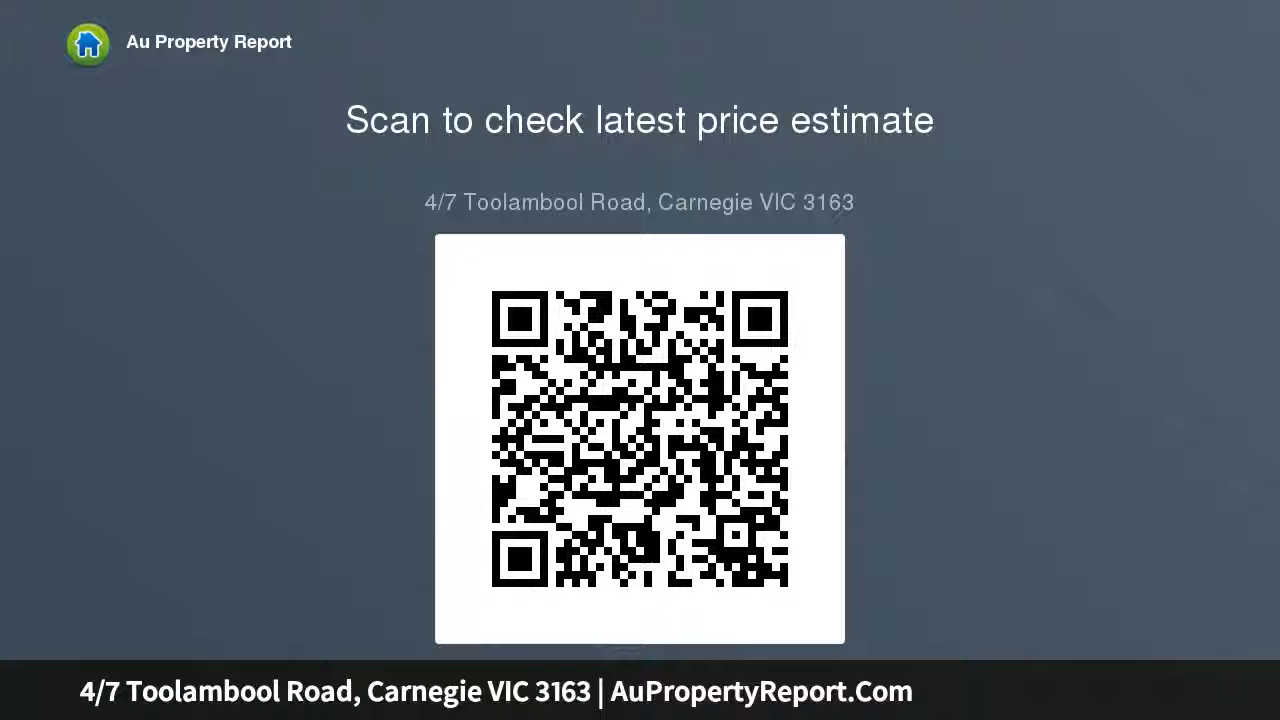 Au Property Report
Scan to check latest price estimate
4/7 Toolambool Road, Carnegie VIC 3163
4/7 Toolambool Road, Carnegie VIC 3163 | AuPropertyReport.Com